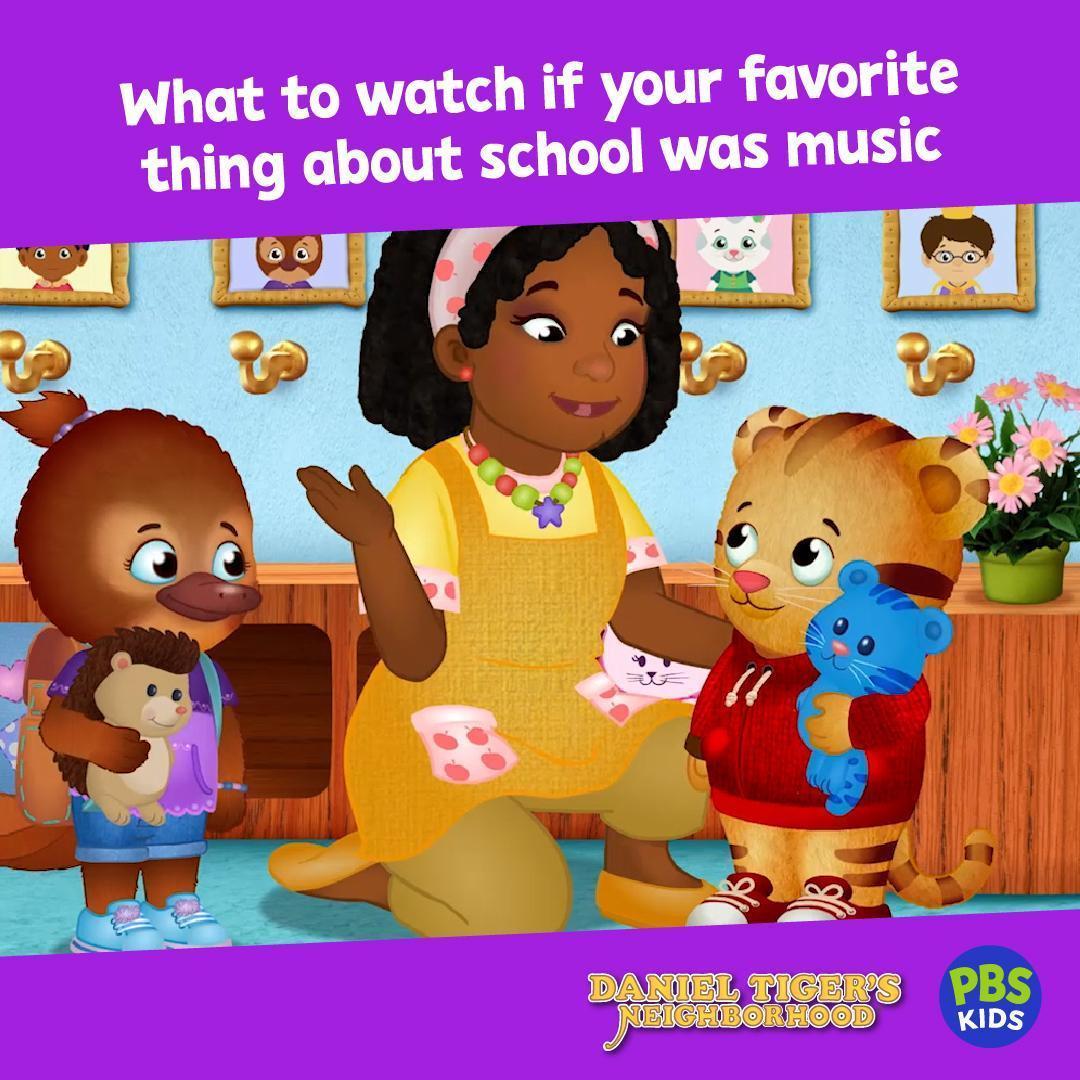 What to watch if your favorite
thing about school was music
DANIEL TIGER'S
NEIGHBORHOOD
PBS
KIDS